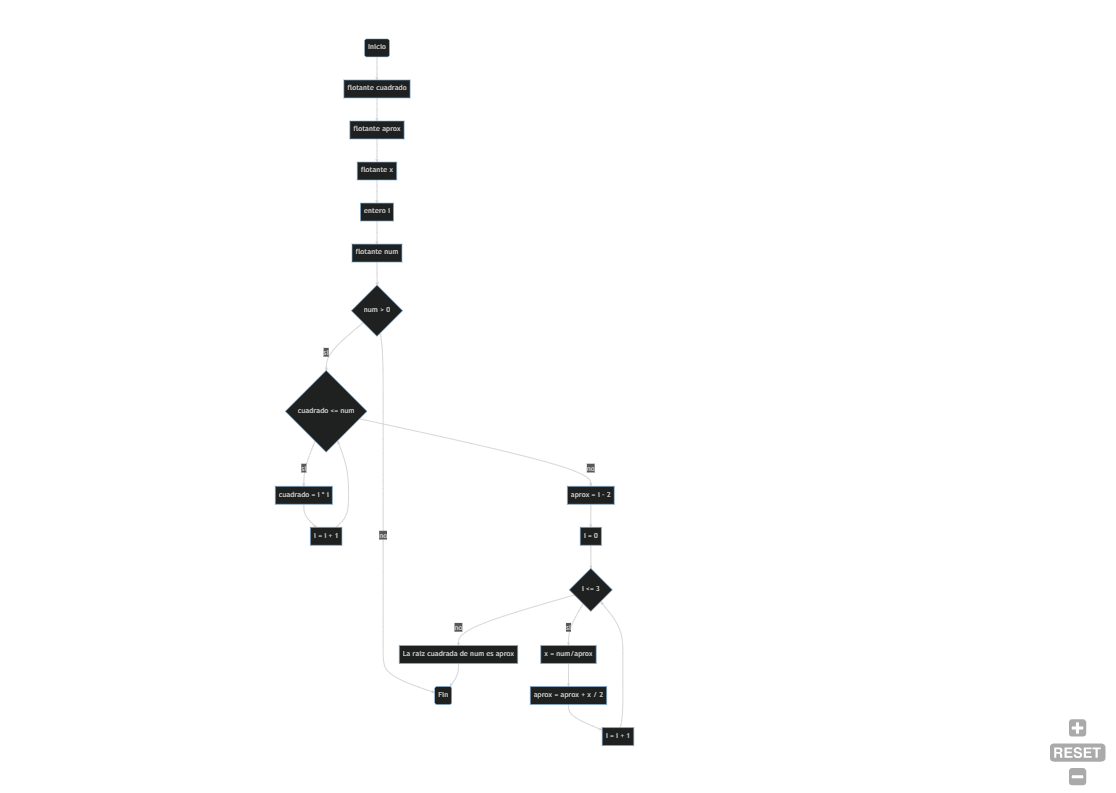 Inicio
flotante cuadrado
flotante aprox
flotante x
entero i
flotante num
num > 0
si
cuadrado <= num
si
no
cuadrado = i * i
aprox = i - 2
i = i + 1
no
i = 0
i <= 3
no
si
La raiz cuadrada de num es aprox
x = num/aprox
Fin
aprox = aprox + x / 2
i = i + 1
RESET